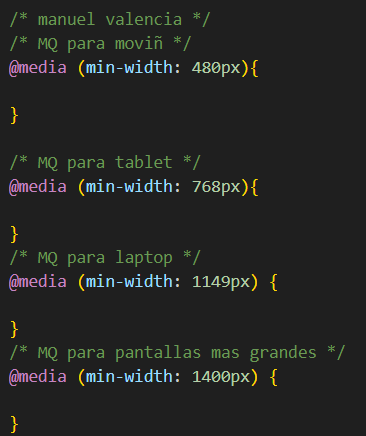 /* manuel valencia */
/* MQ para moviñ */
@media (min-width: 480px){
}
/* MQ para tablet */
@media (min-width: 768px){
}
/* MQ para laptop */
@media (min-width: 1149px) {
}
/* MQ para pantallas mas grandes */
@media (min-width: 1400px) {
}